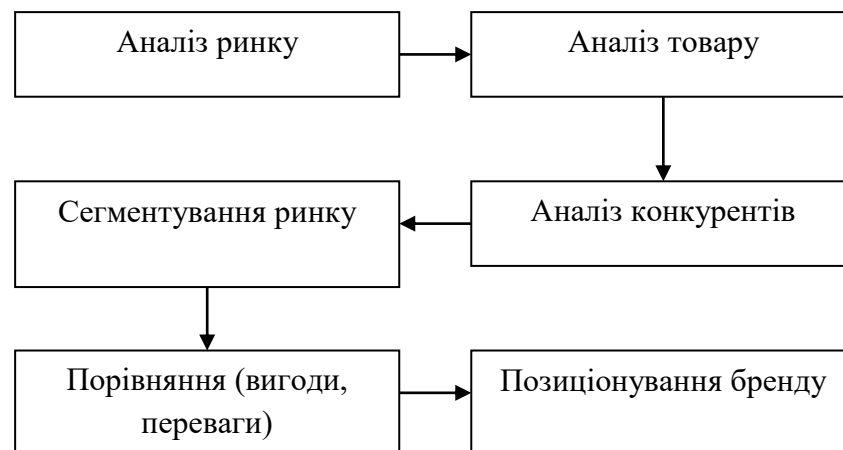 Аналіз ринку
Аналіз товару
Сегментування ринку
Аналіз конкурентів
Порівняння (вигоди,
переваги)
Позиціонування бренду